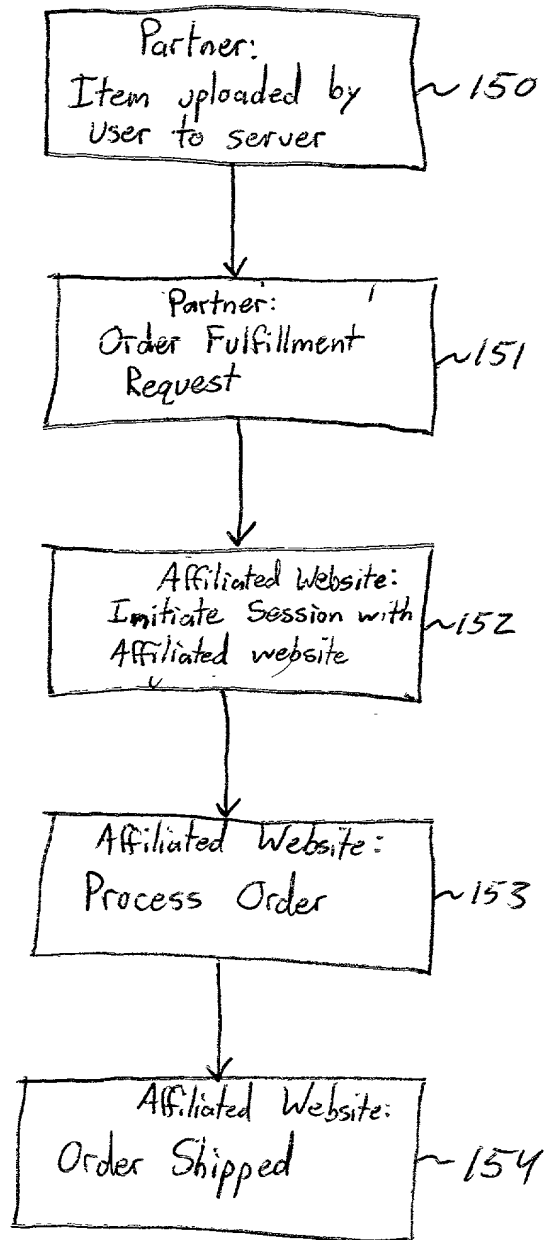 Partner:
Item uploaded by
user to server
150
Partner:
Order Fulfillment
Request
151
Affiliated Website:
Initiate Session with
Affiliated website
152
Affiliated Website:
Process Order
153
Affiliated Website:
Order Shipped
154